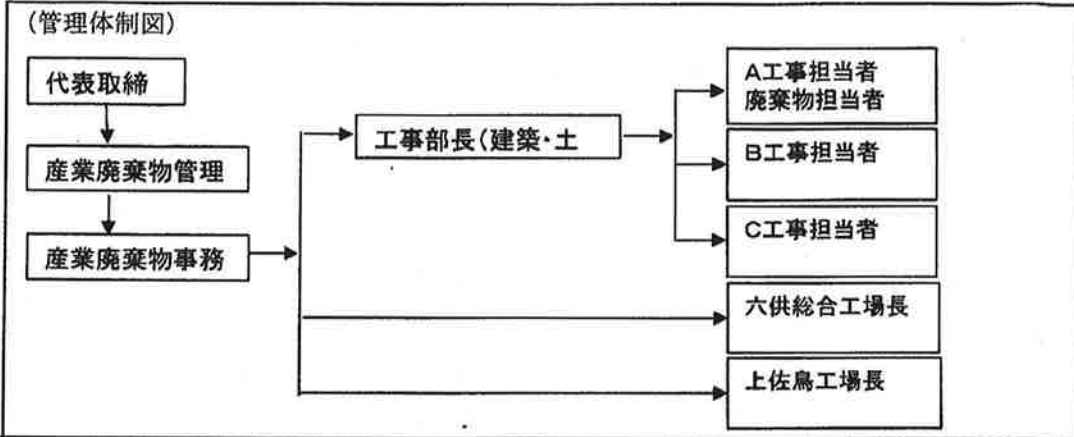 (管理体制図)
代表取締
産業廃棄物管理
産業廃棄物事務
工事部長(建築・土
A工事担当者
廃棄物担当者
B工事担当者
C工事担当者
六供総合工場長
上佐鳥工場長